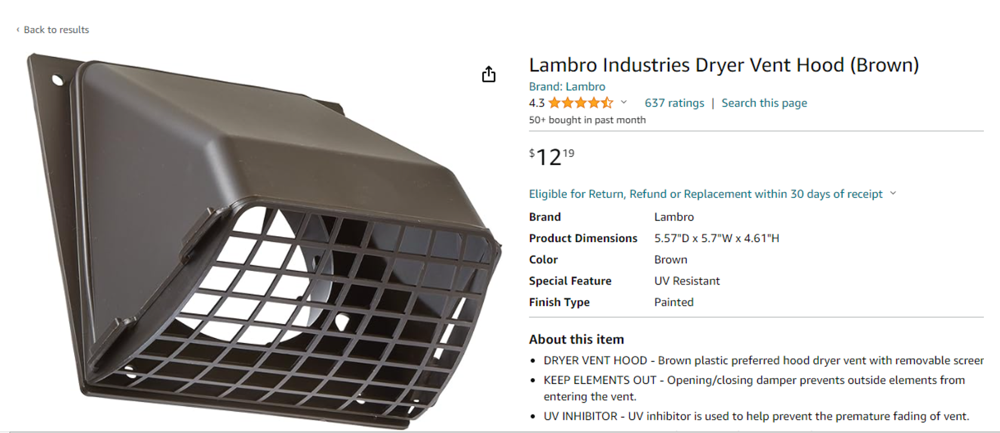 ‹ Back to results
Lambro Industries Dryer Vent Hood (Brown)
Brand: Lambro
4.3 637 ratings | Search this page
50+ bought in past month
$12 19
Eligible for Return, Refund or Replacement within 30 days of receipt
Brand Lambro
Product Dimensions 5.57"D x 5.7"W x 4.61"H
Color Brown
Special Feature UV Resistant
Finish Type Painted
About this item
• DRYER VENT HOOD - Brown plastic preferred hood dryer vent with removable screen
• KEEP ELEMENTS OUT - Opening/closing damper prevents outside elements from
entering the vent.
• UV INHIBITOR - UV inhibitor is used to help prevent the premature fading of vent.